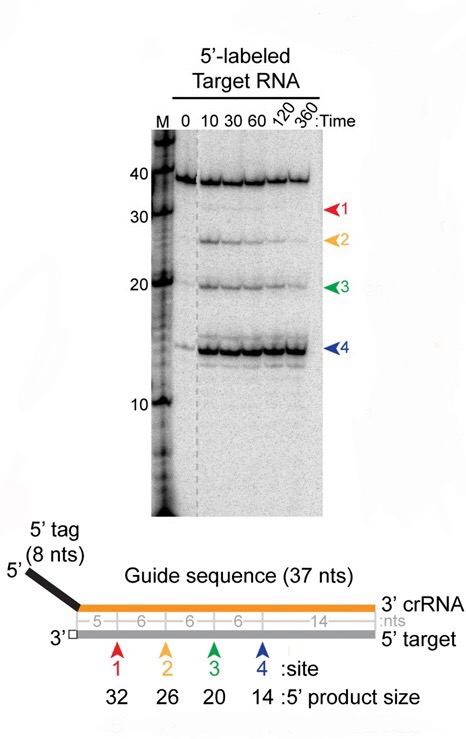 5’-labeled
Target RNA
M 0 10 30 60 120 360 :Time
40
30
20
10
1
2
3
4
5’ tag
(8 nts)
5’
Guide sequence (37 nts)
3’ crRNA
5 6 6 6 14 :nts
3’ 5’ target
1 2 3 4 :site
32 26 20 14 :5’ product size